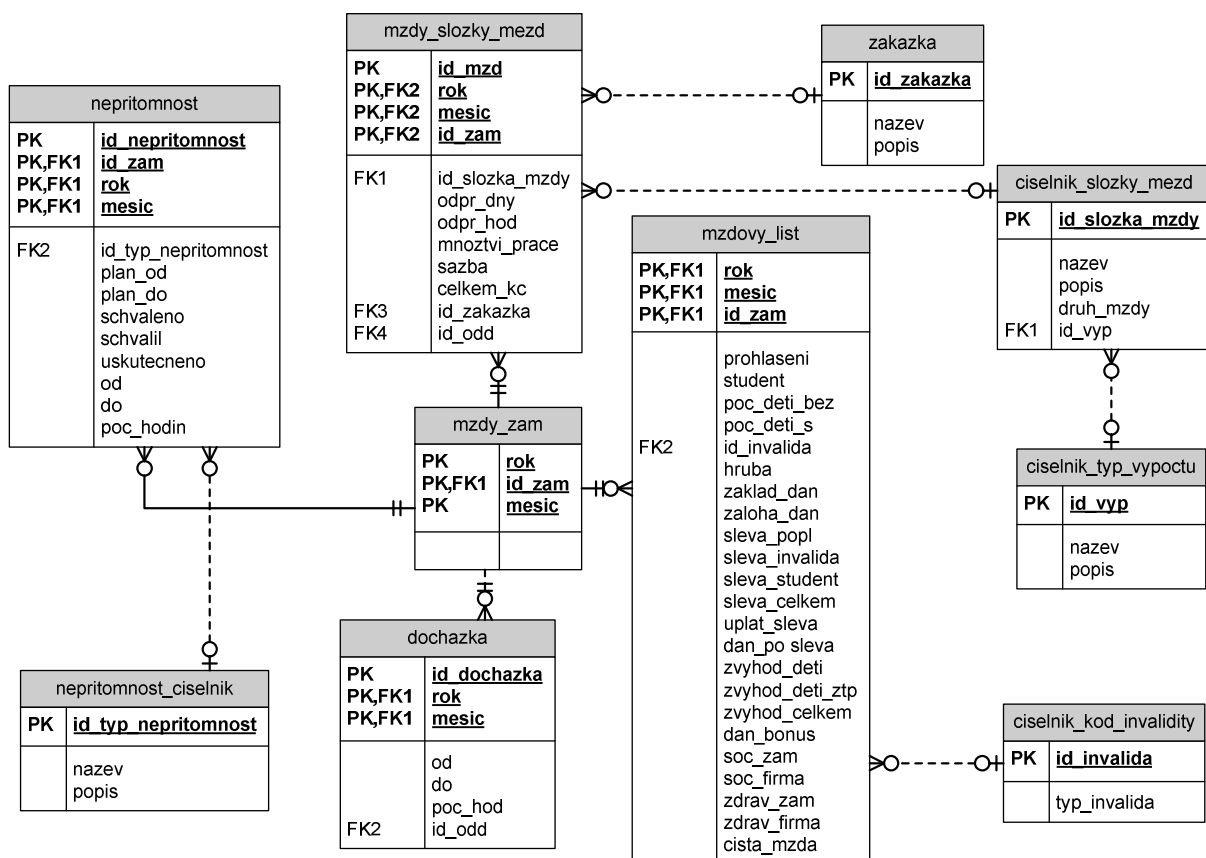 mzdy_slozky_mezd
PK id_mzd
PK,FK2 rok
PK,FK2 mesic
PK,FK2 id_zam
FK1 id_slozka_mzdy
odpr_dny
odpr_hod
mnoztvi_prace
sazba
celkem_kc
FK3 id_zakazka
FK4 id_odd
zakazka
PK id_zakazka
nazev
popis
nepritomnost
PK id_nepritomnost
PK,FK1 id_zam
PK,FK1 rok
PK,FK1 mesic
FK2 id_typ_nepritomnost
plan_od
plan_do
schvaleno
schvalil
uskutecneno
od
do
poc_hodin
ciselnik_slozky_mezd
PK id_slozka_mzdy
nazev
popis
druh_mzdy
FK1 id_vyp
mzdovy_list
PK,FK1 rok
PK,FK1 mesic
PK,FK1 id_zam
prohlaseni
student
poc_deti_bez
poc_deti_s
FK2 id_invalida
hruba
zaklad_dan
zaloha_dan
sleva_popl
sleva_invalida
sleva_student
sleva_celkem
uplat_sleva
dan_po sleva
zvyhod_deti
zvyhod_deti_ztp
zvyhod_celkem
dan_bonus
soc_zam
soc_firma
zdrav_zam
zdrav_firma
cista_mzda
mzdy_zam
PK rok
PK,FK1 id_zam
PK mesic
ciselnik_typ_vypoctu
PK id_vyp
nazev
popis
dochazka
PK id_dochazka
PK,FK1 rok
PK,FK1 mesic
od
do
poc_hod
FK2 id_odd
nepritomnost_ciselnik
PK id_typ_nepritomnost
nazev
popis
ciselnik_kod_invalidity
PK id_invalida
typ_invalida